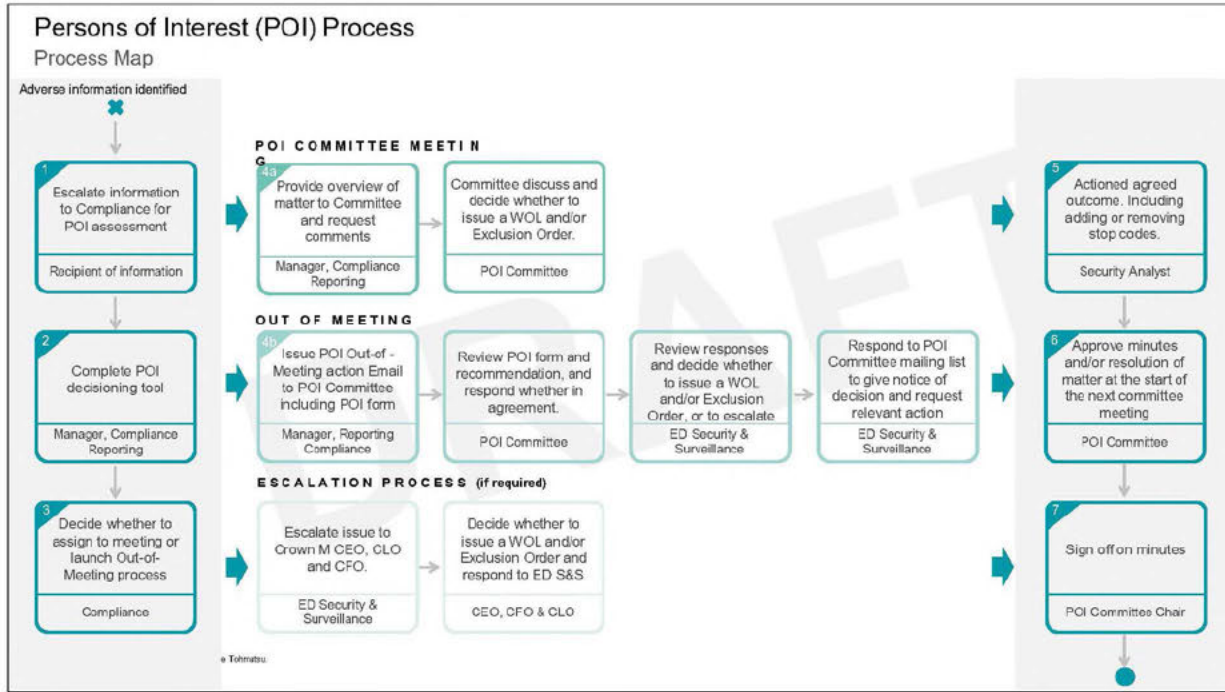 Persons of Interest (POI) Process
Process Map
Adverse information identified
1
Escalate information
to Compliance for
POI assessment
Recipient of information
2
Complete POI
decisioning tool
Manager, Compliance
Reporting
3
Decide whether to
assign to meeting or
launch Out-of-
Meeting process
Compliance
POI COMMITTEE MEETIN
G
4a
Provide overview of
matter to Committee
and request
comments
Manager, Compliance
Reporting
Committee discuss and
decide whether to
issue a WOL and/or
Exclusion Order.
POI Committee
OUT OF MEETING
4b
Issue POI Out-of -
Meeting action Email
to POI Committee
including POI form
Manager, Reporting
Compliance
Review POI form and
recommendation, and
respond whether in
agreement.
POI Committee
Review responses
and decide whether
to issue a WOL
and/or Exclusion
Order, or to escalate
ED Security &
Surveillance
Respond to POI
Committee mailing list
to give notice of
decision and request
relevant action
ED Security &
Surveillance
ESCALATION PROCESS (if required)
Escalate issue to
Crown M CEO, CLO
and CFO.
ED Security &
Surveillance
Decide whether to
issue a WOL and/or
Exclusion Order and
respond to ED S&S
CEO, CFO & CLO
5
Actioned agreed
outcome. Including
adding or removing
stop codes.
Security Analyst
6
Approve minutes
and/or resolution of
matter at the start of
the next committee
meeting
POI Committee
7
Sign off on minutes
POI Committee Chair
e Tohmatsu.
DRAFT